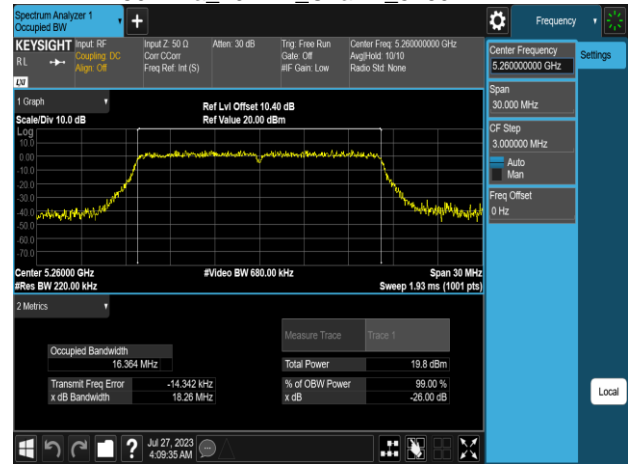 Spectrum Analyzer 1
Occupied BW
Frequency
KEYSIGHT
Input: RF
Coupling: DC
Align: Off
Input Z: 50 Ω
Corr CCorr
Freq Ref: Int (S)
Atten: 30 dB
Trig: Free Run
Gate: Off
#IF Gain: Low
Center Freq: 5.260000000 GHz
Avg|Hold: 10/10
Radio Std: None
R L
LXI
Center Frequency
5.260000000 GHz
Settings
Span
30.000 MHz
CF Step
3.000000 MHz
Auto
Man
Freq Offset
0 Hz
1 Graph
Scale/Div 10.0 dB
Ref Lvl Offset 10.40 dB
Ref Value 20.00 dBm
Log
10.0
0.00
-10.0
-20.0
-30.0
-40.0
-50.0
-60.0
-70.0
Center 5.26000 GHz
#Res BW 220.00 kHz
#Video BW 680.00 kHz
Span 30 MHz
Sweep 1.93 ms (1001 pts)
2 Metrics
Measure Trace
Trace 1
Occupied Bandwidth
16.364 MHz
Total Power
19.8 dBm
Transmit Freq Error
-14.342 kHz
% of OBW Power
99.00 %
x dB Bandwidth
18.26 MHz
x dB
-26.00 dB
Local
?
Jul 27, 2023
4:09:35 AM